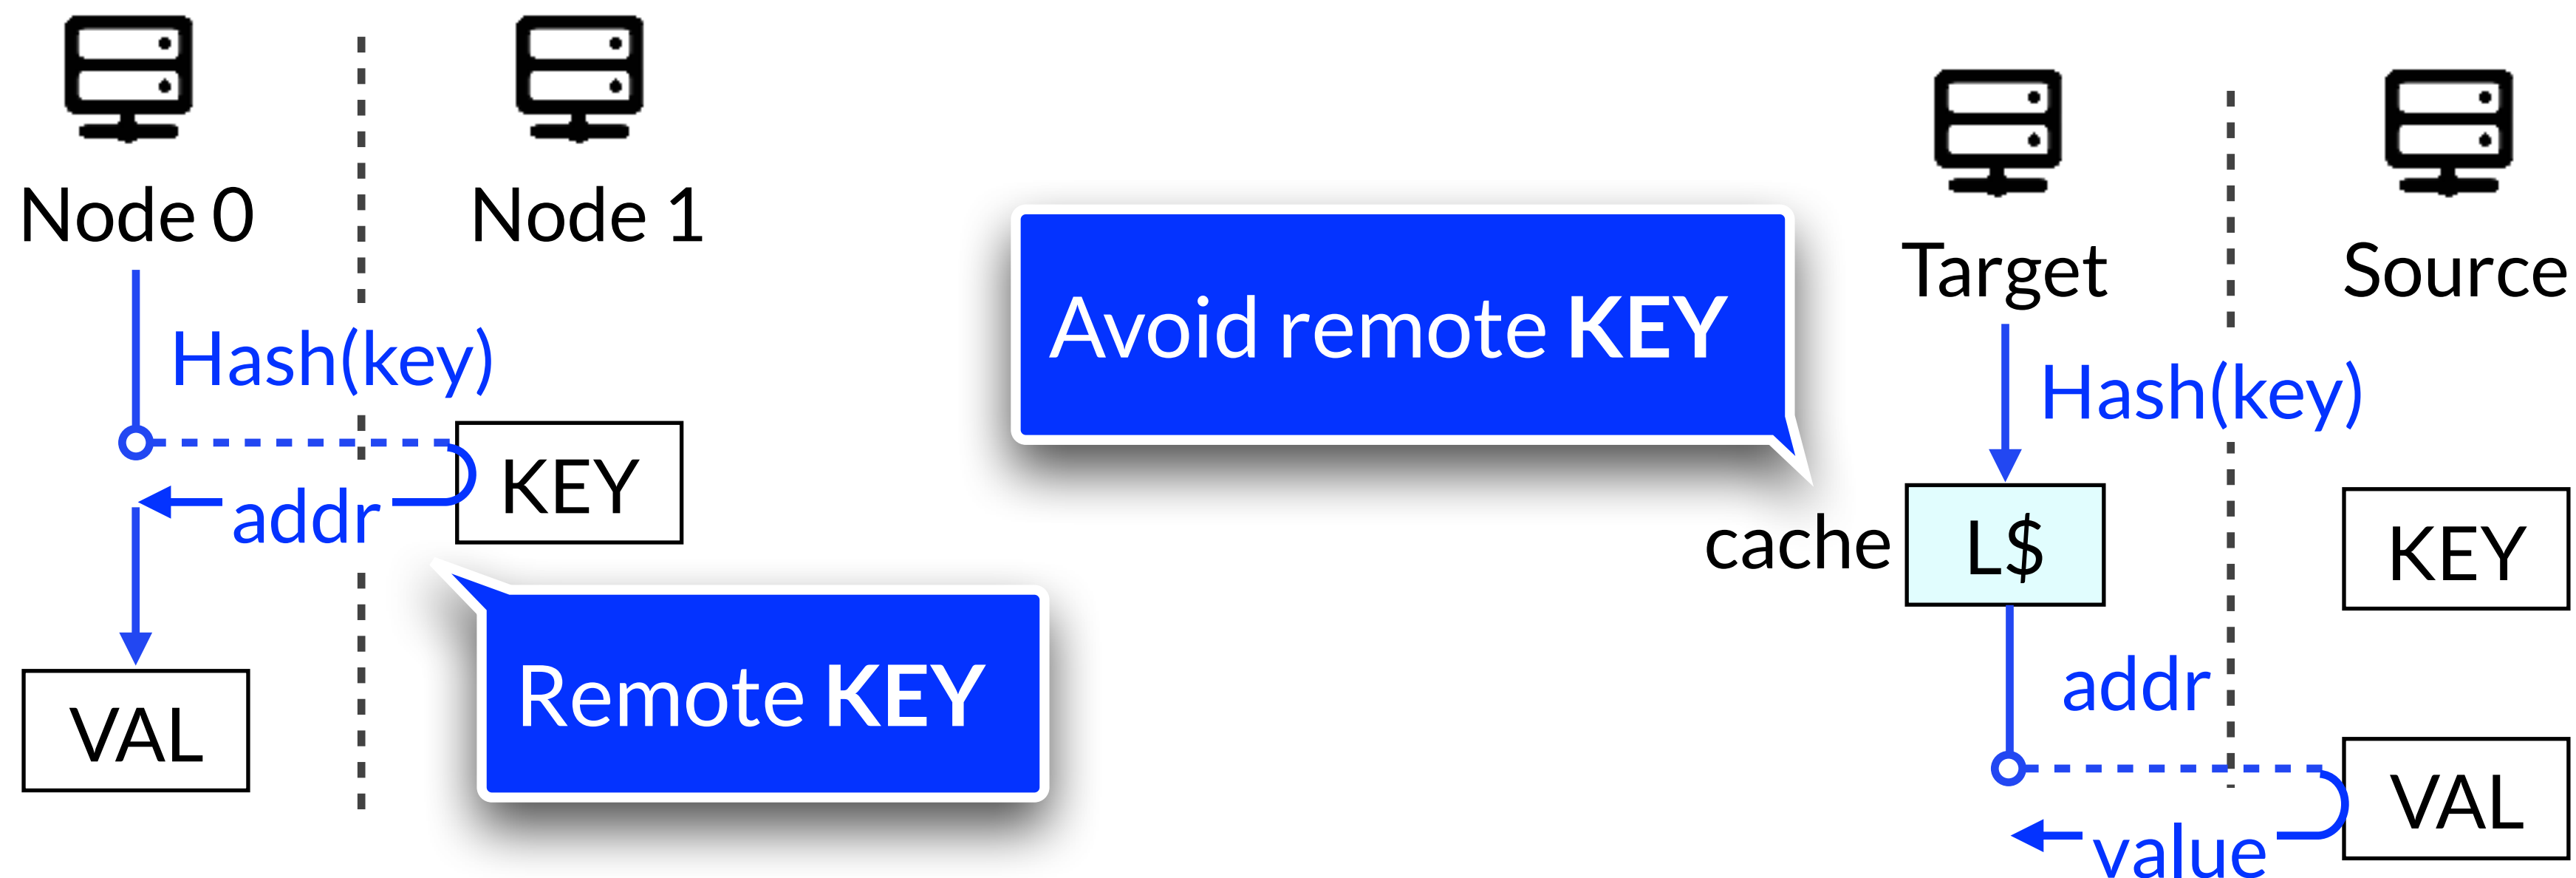 Node 0
Node 1
Hash(key)
KEY
addr
VAL
Remote KEY
Avoid remote KEY
Target
Source
Hash(key)
cache
L$
KEY
addr
VAL
value